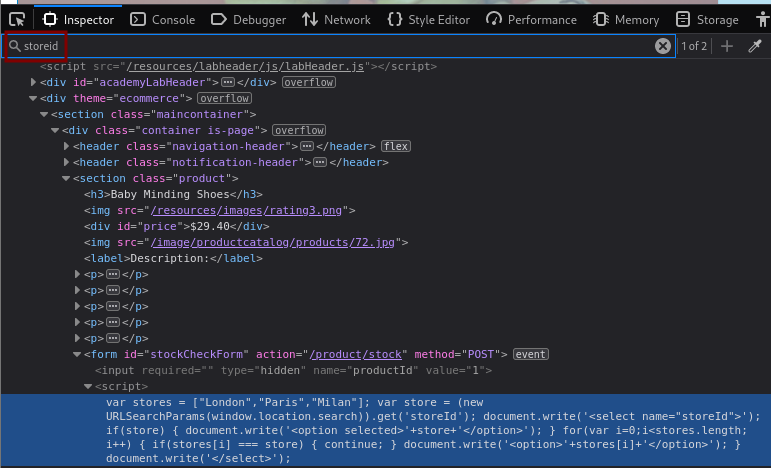 Inspector Console Debugger Network Style Editor Performance Memory Storage
storeid 1 of 2
<script src="/resources/labheader/js/labHeader.js"></script>
<div id="academyLabHeader"></div> overflow
<div theme="ecommerce"> overflow
<section class="maincontainer">
<div class="container is-page"> overflow
<header class="navigation-header"></header> flex
<header class="notification-header"></header>
<section class="product">
<h3>Baby Minding Shoes</h3>
<img src="/resources/images/rating3.png">
<div id="price">$29.40</div>
<img src="/image/productcatalog/products/72.jpg">
<label>Description:</label>
<p></p>
<p></p>
<p></p>
<p></p>
<p></p>
<form id="stockCheckForm" action="/product/stock" method="POST"> event
<input required="" type="hidden" name="productId" value="1">
<script>
var stores = ["London","Paris","Milan"]; var store = (new
URLSearchParams(window.location.search)).get('storeId'); document.write('<select name="storeId">');
if(store) { document.write('<option selected>'+store+'</option>'); } for(var i=0;i<stores.length;
i++) { if(stores[i] === store) { continue; } document.write('<option>'+stores[i]+'</option>'); }
document.write('</select>');